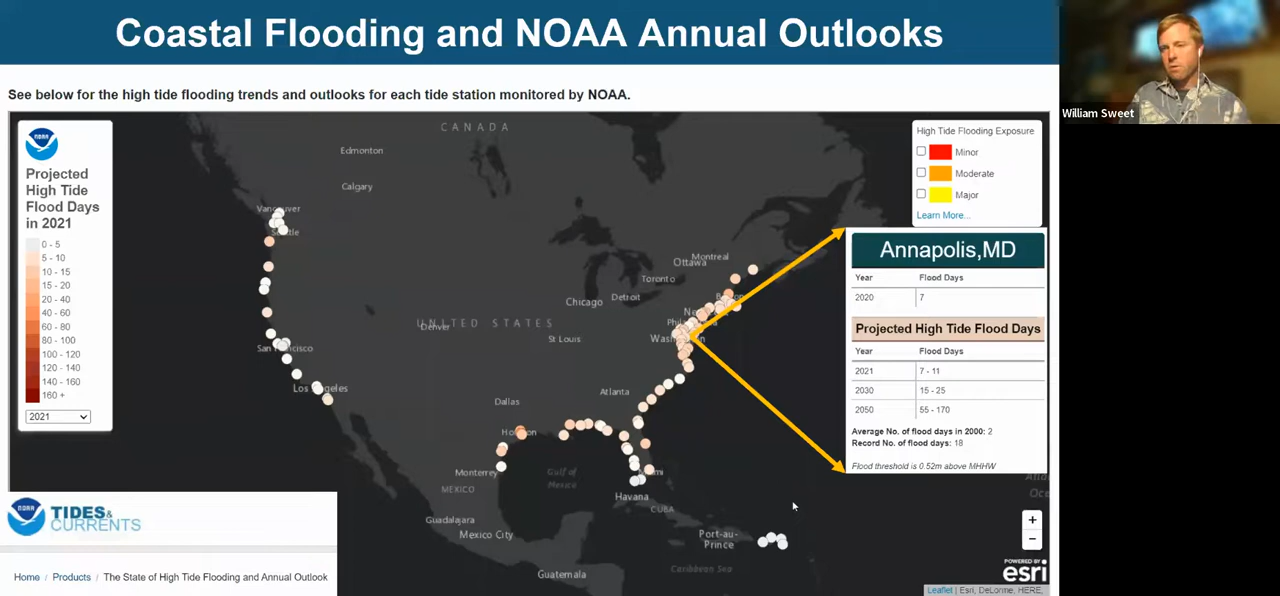 Coastal Flooding and NOAA Annual Outlooks
William Sweet
See below for the high tide flooding trends and outlooks for each tide station monitored by NOAA.
NOAA
Projected
High Tide
Flood Days
in 2021
0 - 5
5 - 10
10 - 15
15 - 20
20 - 40
40 - 60
60 - 80
80 - 100
100 - 120
120 - 140
140 - 160
160 +
2021
CANADA
Edmonton
Calgary
Vancouver
Seattle
Montreal
Ottawa
Toronto
Chicago
Detroit
UNITED STATES
Denver
St Louis
San Francisco
Los Angeles
Atlanta
Dallas
Houston
Monterrey
MEXICO
Gulf of
Mexico
Miami
Havana
CUBA
Guadalajara
Mexico City
Port-au-
Prince
Caribbean Sea
Guatemala
High Tide Flooding Exposure
Minor
Moderate
Major
Learn More...
Annapolis,MD
Year Flood Days
2020 7
Projected High Tide Flood Days
Year Flood Days
2021 7 - 11
2030 15 - 25
2050 55 - 170
Average No. of flood days in 2000: 2
Record No. of flood days: 18
Flood threshold is 0.52m above MHHW
+
−
POWERED BY
esri
Leaflet | Esri, DeLorme, HERE,
NOAA
TIDES &
CURRENTS
Home / Products / The State of High Tide Flooding and Annual Outlook